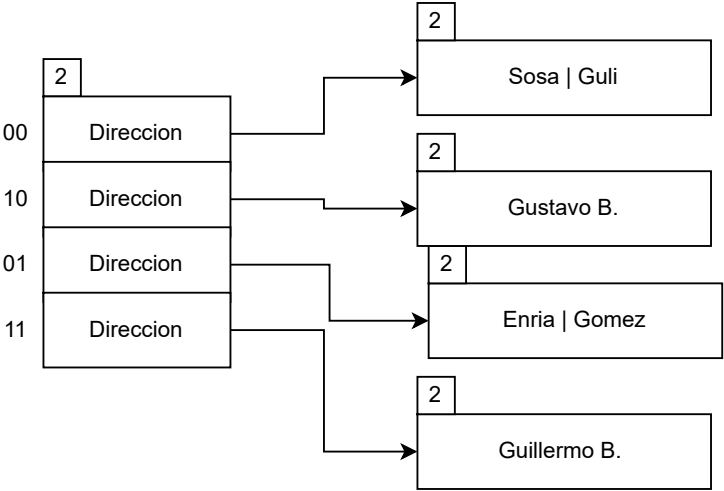 2
00 Direccion
10 Direccion
01 Direccion
11 Direccion
2
Sosa | Guli
2
Gustavo B.
2
Enria | Gomez
2
Guillermo B.